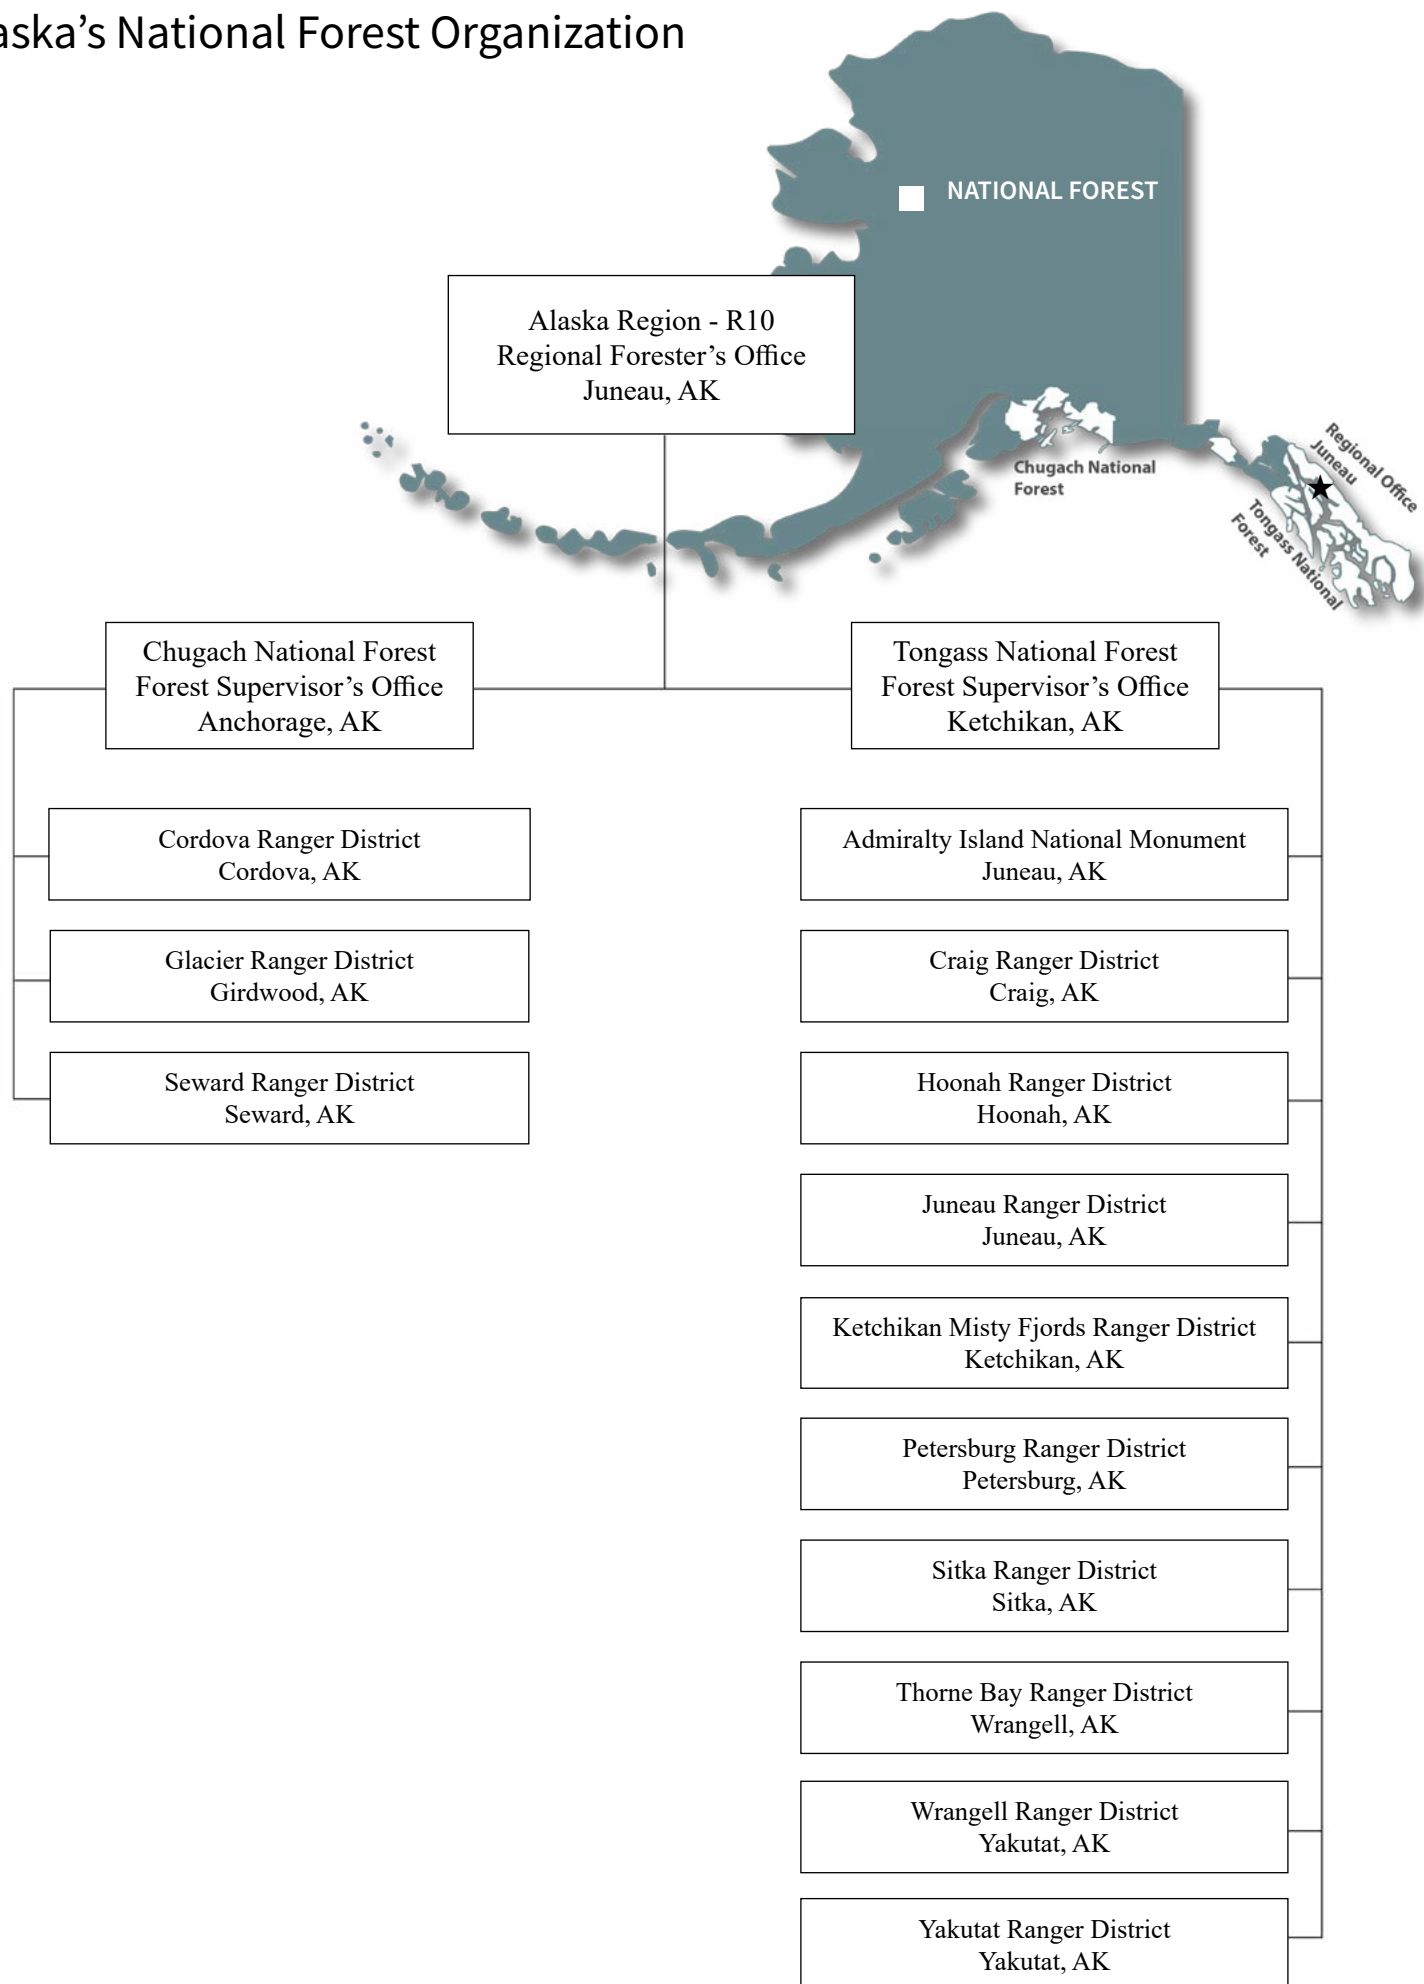 aska’s National Forest Organization
NATIONAL FOREST
Alaska Region - R10
Regional Forester’s Office
Juneau, AK
Chugach National
Forest
Regional Office
Juneau
Tongass National
Forest
Chugach National Forest
Forest Supervisor’s Office
Anchorage, AK
Tongass National Forest
Forest Supervisor’s Office
Ketchikan, AK
Cordova Ranger District
Cordova, AK
Glacier Ranger District
Girdwood, AK
Seward Ranger District
Seward, AK
Admiralty Island National Monument
Juneau, AK
Craig Ranger District
Craig, AK
Hoonah Ranger District
Hoonah, AK
Juneau Ranger District
Juneau, AK
Ketchikan Misty Fjords Ranger District
Ketchikan, AK
Petersburg Ranger District
Petersburg, AK
Sitka Ranger District
Sitka, AK
Thorne Bay Ranger District
Wrangell, AK
Wrangell Ranger District
Yakutat, AK
Yakutat Ranger District
Yakutat, AK